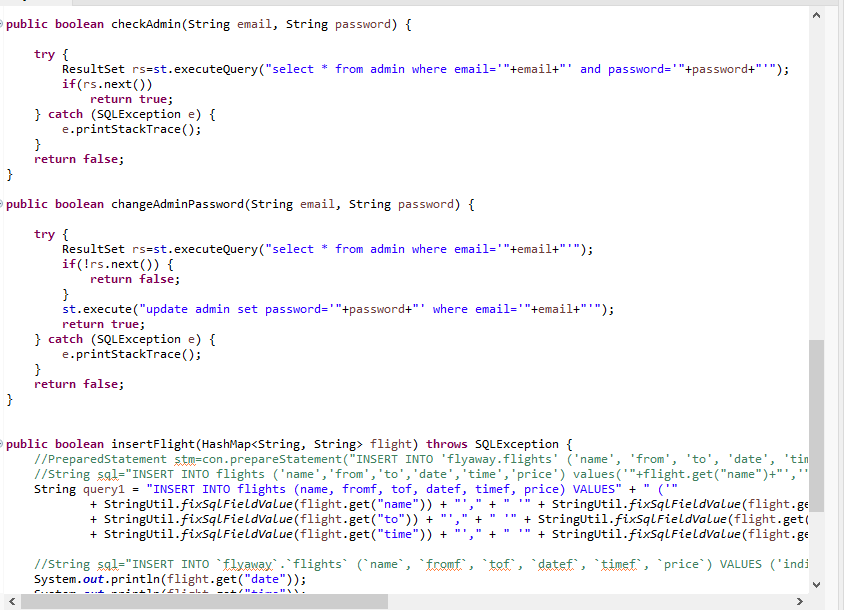 public boolean checkAdmin(String email, String password) {
try {
ResultSet rs=st.executeQuery("select * from admin where email='"+email+"' and password='"+password+"'");
if(rs.next())
return true;
} catch (SQLException e) {
e.printStackTrace();
}
return false;
}
public boolean changeAdminPassword(String email, String password) {
try {
ResultSet rs=st.executeQuery("select * from admin where email='"+email+"'");
if(!rs.next()) {
return false;
}
st.execute("update admin set password='"+password+"' where email='"+email+"'");
return true;
} catch (SQLException e) {
e.printStackTrace();
}
return false;
}
public boolean insertFlight(HashMap<String, String> flight) throws SQLException {
//PreparedStatement stm=con.prepareStatement("INSERT INTO 'flyaway.flights' ('name', 'from', 'to', 'date', 'tim
//String sql="INSERT INTO flights ('name','from','to','date','time','price') values('"+flight.get("name")+"',''
String query1 = "INSERT INTO flights (name, fromf, tof, datef, timef, price) VALUES" + " ('"
+ StringUtil.fixSqlFieldValue(flight.get("name")) + "'," + " '" + StringUtil.fixSqlFieldValue(flight.ge
+ StringUtil.fixSqlFieldValue(flight.get("to")) + "'," + " '" + StringUtil.fixSqlFieldValue(flight.get(
+ StringUtil.fixSqlFieldValue(flight.get("time")) + "'," + " '" + StringUtil.fixSqlFieldValue(flight.ge
//String sql="INSERT INTO `flyaway`.`flights` (`name`, `fromf`, `tof`, `datef`, `timef`, `price`) VALUES ('indi
System.out.println(flight.get("date"));
System.out.println(flight.get("time"));